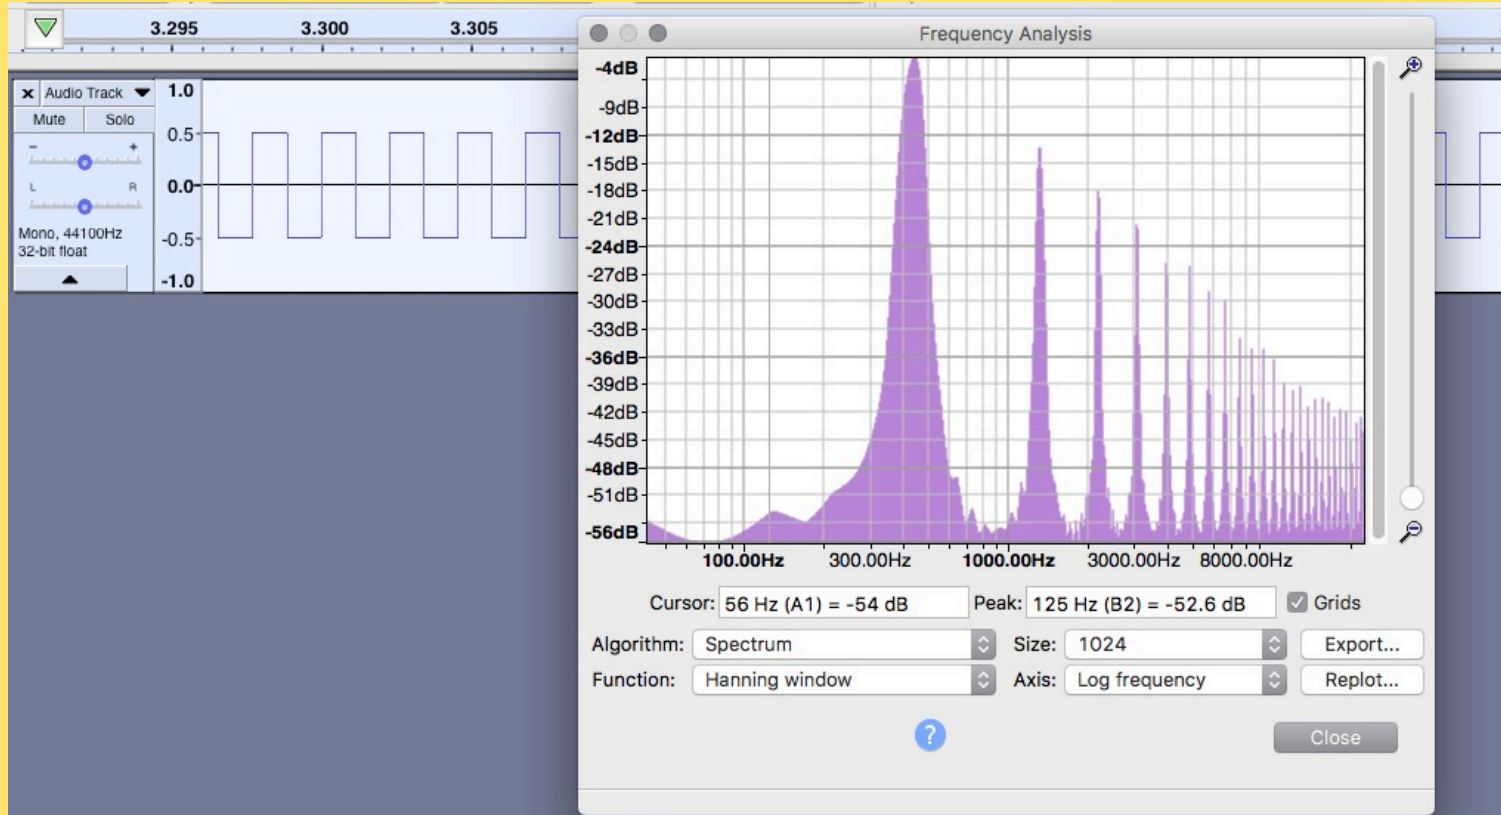 3.295 3.300 3.305
Audio Track
Mute Solo
- +
L R
Mono, 44100Hz
32-bit float
1.0
0.5
0.0
-0.5
-1.0
Frequency Analysis
-4dB
-9dB
-12dB
-15dB
-18dB
-21dB
-24dB
-27dB
-30dB
-33dB
-36dB
-39dB
-42dB
-45dB
-48dB
-51dB
-56dB
100.00Hz 300.00Hz 1000.00Hz 3000.00Hz 8000.00Hz
Cursor: 56 Hz (A1) = -54 dB Peak: 125 Hz (B2) = -52.6 dB Grids
Algorithm: Spectrum Size: 1024 Export...
Function: Hanning window Axis: Log frequency Replot...
? Close